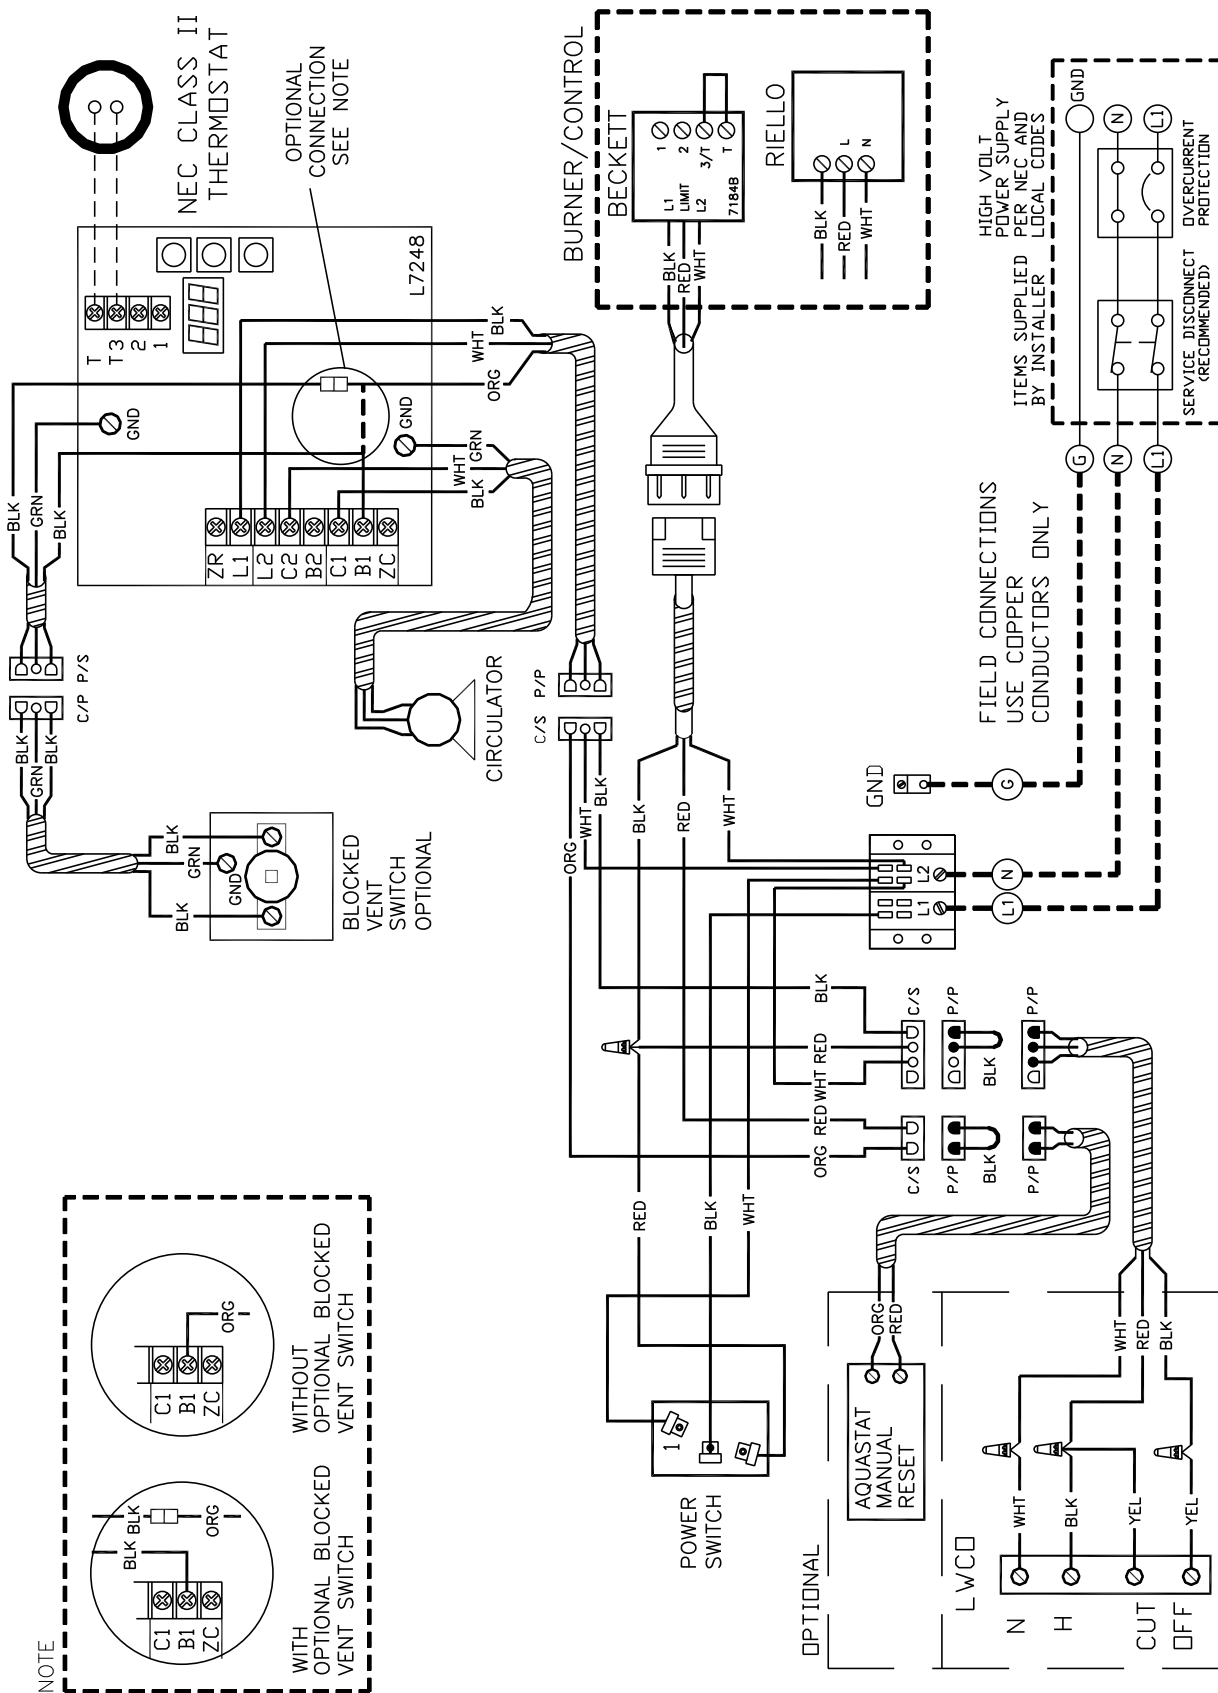 NEC CLASS II
THERMOSTAT
OPTIONAL
CONNECTION
SEE NOTE
T
T3
2
1
L7248
GND
GND
BLK
GRN
BLK
ZR
L1
L2
C2
B2
C1
B1
ZC
BLK
WHT
ORG
GRN
WHT
BLK
P/S
C/P
BLK
GRN
BLK
BLK
GRN
BLK
GND
BLOCKED
VENT
SWITCH
OPTIONAL
CIRCULATOR
P/P
C/S
ORG
WHT
BLK
BURNER/CONTROL
BECKETT
1
2
3/T
T
L1
LIMIT
L2
7184B
BLK
RED
WHT
RIELLO
L
N
BLK
RED
WHT
BLK
RED
WHT
HIGH VOLT
POWER SUPPLY
PER NEC AND
LOCAL CODES
ITEMS SUPPLIED
BY INSTALLER
GND
N
L1
OVERCURRENT
PROTECTION
SERVICE DISCONNECT
(RECOMMENDED)
G
N
L1
FIELD CONNECTIONS
USE COPPER
CONDUCTORS ONLY
GND
G
N
L1
L2
L1
BLK
RED
WHT
RED
ORG
C/S
P/P
BLK
P/P
C/S
P/P
BLK
P/P
RED
BLK
WHT
POWER
SWITCH
1
OPTIONAL
AQUASTAT
MANUAL
RESET
ORG
RED
LWCO
WHT
RED
BLK
WHT
BLK
YEL
YEL
N
H
CUT
OFF
NOTE
C1
B1
ZC
BLK
BLK
ORG
WITH
OPTIONAL BLOCKED
VENT SWITCH
C1
B1
ZC
ORG
WITHOUT
OPTIONAL BLOCKED
VENT SWITCH